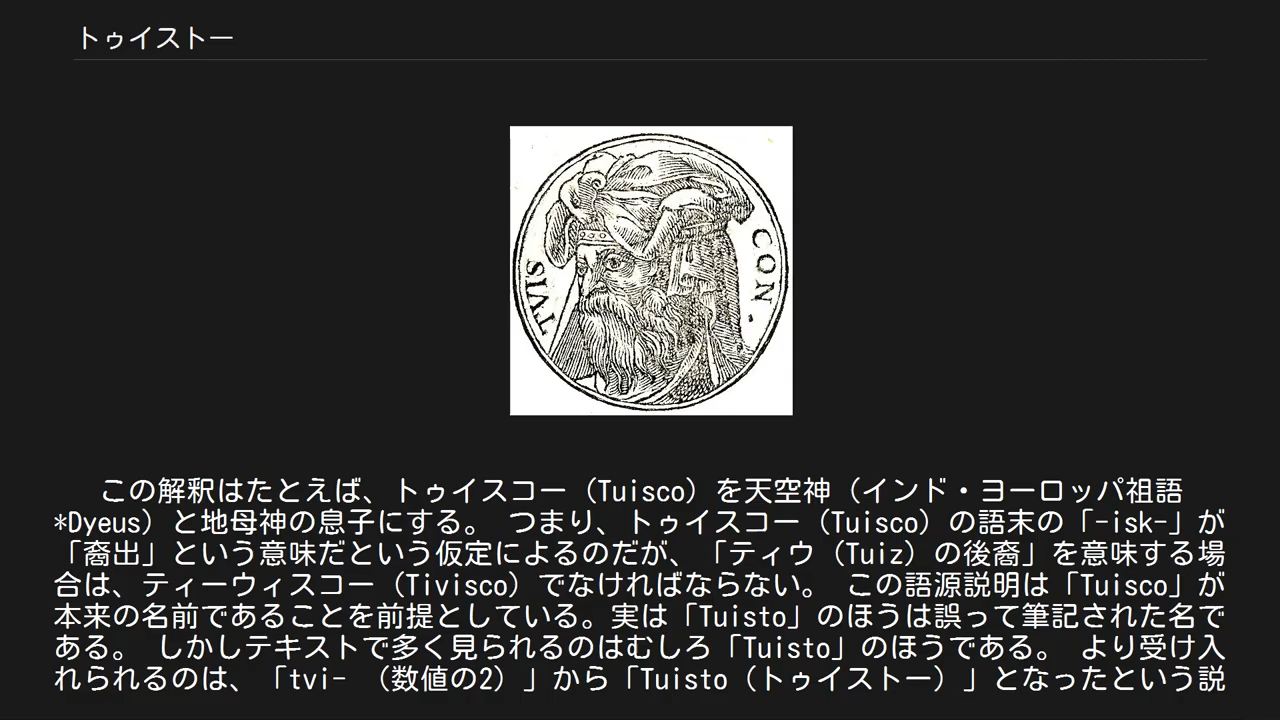 トゥイストー
TVIS
CON.
この解釈はたとえば、トゥイスコー（Tuisco）を天空神（インド・ヨーロッパ祖語
*Dyeus）と地母神の息子にする。 つまり、トゥイスコー（Tuisco）の語末の「-isk-」が
「裔出」という意味だという仮定によるのだが、「ティウ（Tuiz）の後裔」を意味する場
合は、ティーウィスコー（Tivisco）でなければならない。 この語源説明は「Tuisco」が
本来の名前であることを前提としている。実は「Tuisto」のほうは誤って筆記された名で
ある。 しかしテキストで多く見られるのはむしろ「Tuisto」のほうである。 より受け入
れられるのは、「tvi- （数値の2）」から「Tuisto（トゥイストー）」となったという説